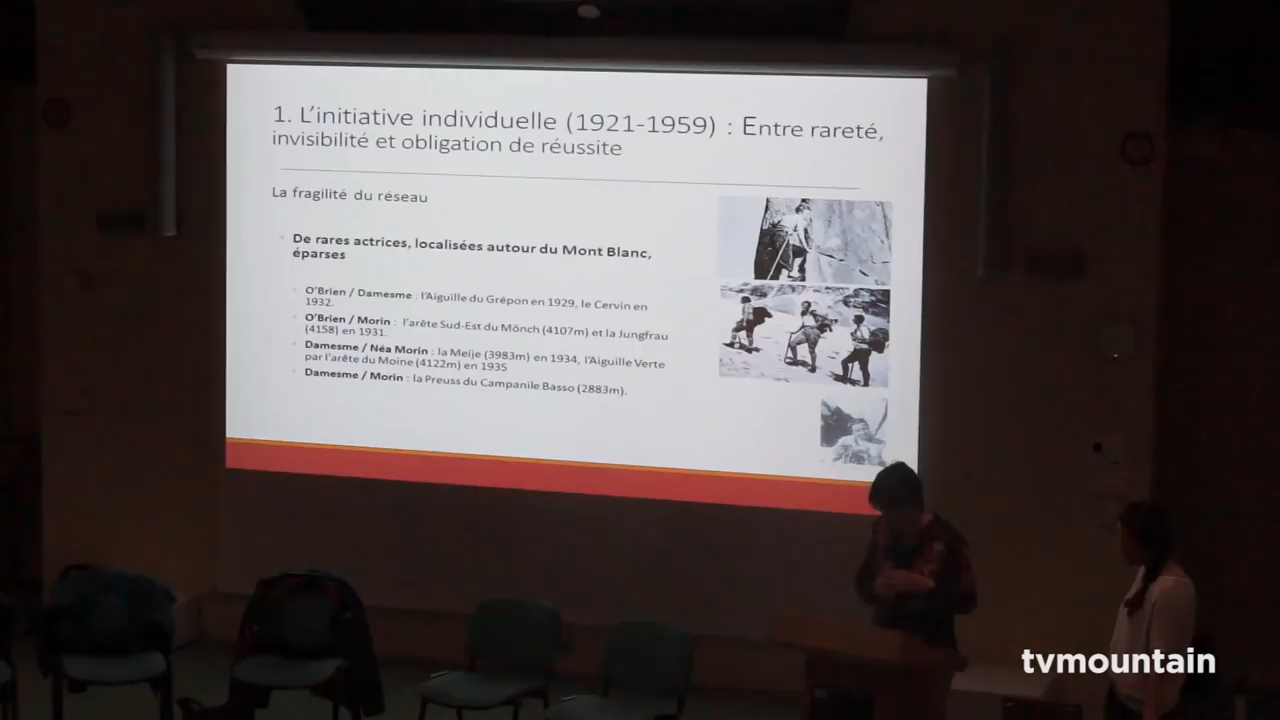 1. L'initiative individuelle (1921-1959) : Entre rareté,
invisibilité et obligation de réussite
La fragilité du réseau
De rares actrices, localisées autour du Mont Blanc,
éparses
O'Brien / Damesme : l'Aiguille du Grépon en 1929, le Cervin en
1932.
O'Brien / Morin : l'arête Sud-Est du Mönch (4107m) et la Jungfrau
(4158) en 1931.
Damesme / Néa Morin : la Meije (3983m) en 1934, l'Aiguille Verte
par l'arête du Moine (4122m) en 1935
Damesme / Morin : la Preuss du Campanile Basso (2883m).
tvmountain